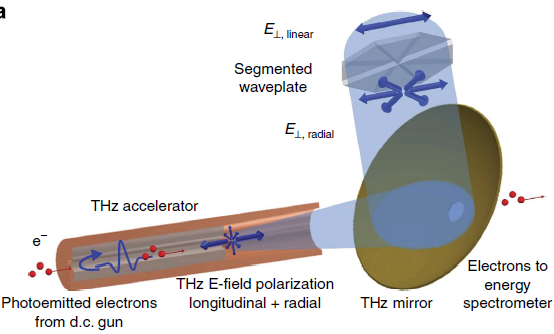 a
E⊥, linear
Segmented
waveplate
E⊥, radial
THz accelerator
e−
THz E-field polarization
longitudinal + radial
Photoemitted electrons
from d.c. gun
THz mirror
Electrons to
energy
spectrometer